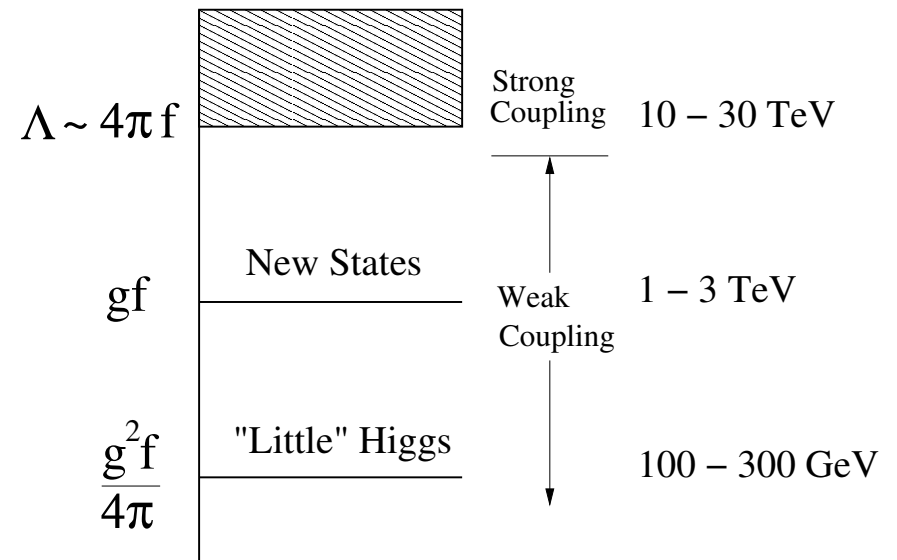 Strong
Coupling
Λ ~ 4π f
10 − 30 TeV
New States
gf
Weak
Coupling
1 − 3 TeV
"Little" Higgs
g²f
4π
100 − 300 GeV